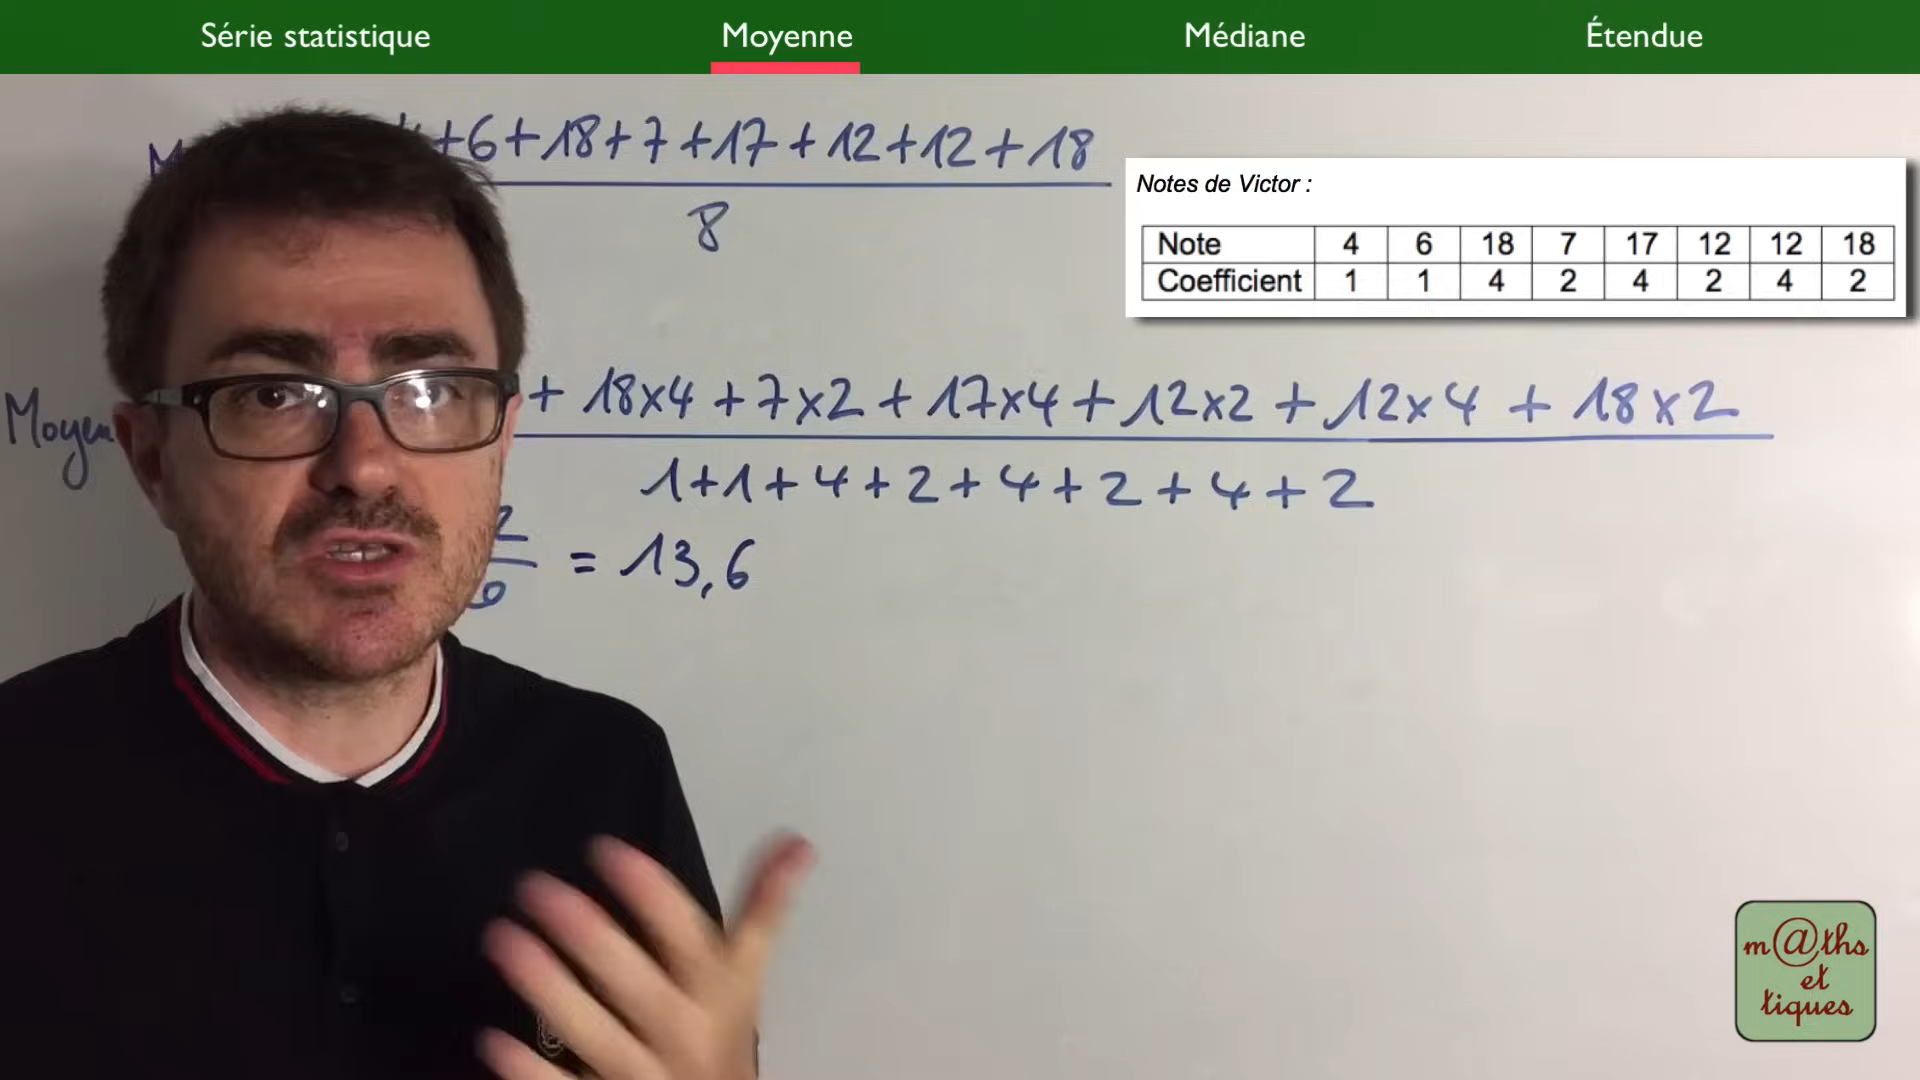 Série statistique Moyenne Médiane Étendue
+6+18+7+17+12+12+18
8
Notes de Victor :
Note 4 6 18 7 17 12 12 18
Coefficient 1 1 4 2 4 2 4 2
Moyen + 18x4 + 7x2 + 17x4 + 12x2 + 12x4 + 18x2
1+1+4+2+4+2+4+2
2
= 13,6
m@ths
et
tiques